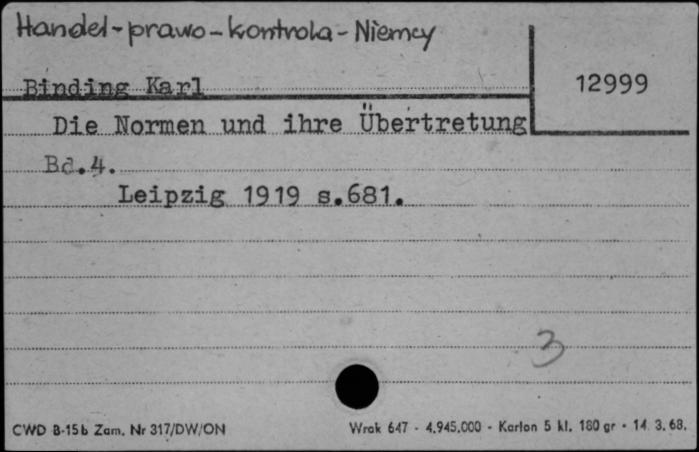 Handel - prawo - kontrola - Niemcy
12999
Binding Karl
Die Normen und ihre Übertretung
Bd.4.
Leipzig 1919 s.681.
3
CWD B-15b Zam. Nr 317/DW/ON
Wrak 647 - 4.945.000 - Karton 5 kl. 180 gr - 14. 3. 68.